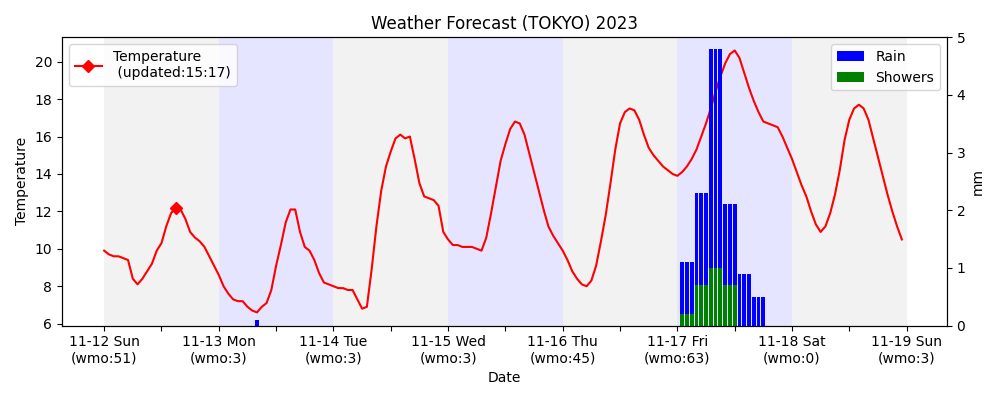 Weather Forecast (TOKYO) 2023
Temperature
(updated:15:17)
Rain
Showers
Temperature
20
18
16
14
12
10
8
6
5
4
3
2
1
0
mm
11-12 Sun
(wmo:51)
11-13 Mon
(wmo:3)
11-14 Tue
(wmo:3)
11-15 Wed
(wmo:3)
11-16 Thu
(wmo:45)
11-17 Fri
(wmo:63)
11-18 Sat
(wmo:0)
11-19 Sun
(wmo:3)
Date